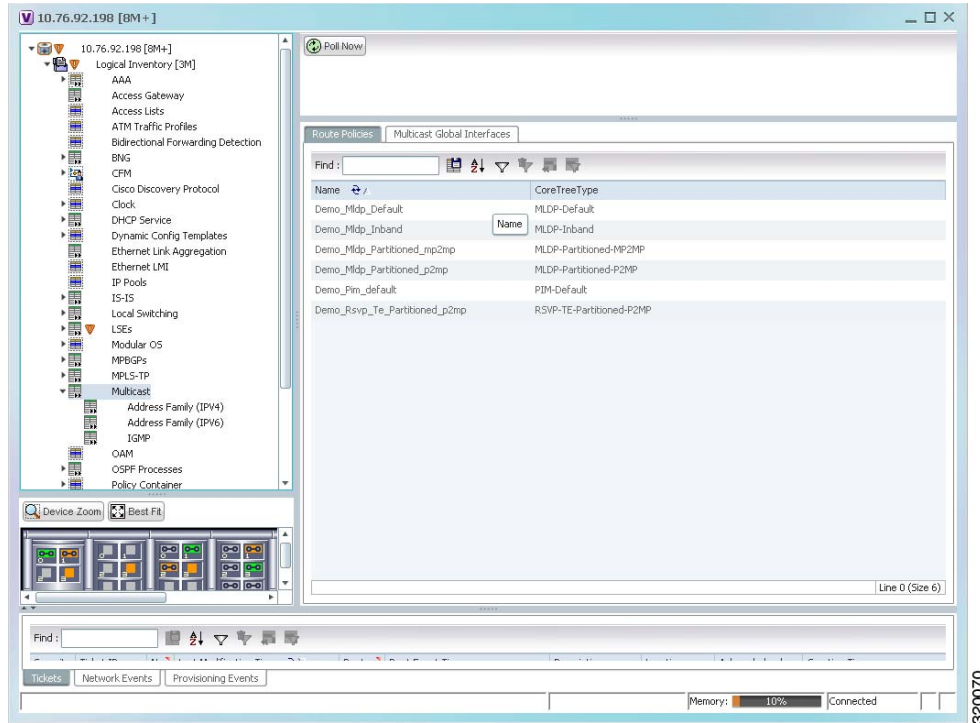 10.76.92.198 [8M+]
10.76.92.198 [8M+]
Logical Inventory [3M]
AAA
Access Gateway
Access Lists
ATM Traffic Profiles
Bidirectional Forwarding Detection
BNG
CFM
Cisco Discovery Protocol
Clock
DHCP Service
Dynamic Config Templates
Ethernet Link Aggregation
Ethernet LMI
IP Pools
IS-IS
Local Switching
LSEs
Modular OS
MPBGPs
MPLS-TP
Multicast
Address Family (IPV4)
Address Family (IPV6)
IGMP
OAM
OSPF Processes
Policy Container
Device Zoom Best Fit
Poll Now
Route Policies Multicast Global Interfaces
Find :
Name CoreTreeType
Demo_Mldp_Default MLDP-Default
Name
Demo_Mldp_Inband MLDP-Inband
Demo_Mldp_Partitioned_mp2mp MLDP-Partitioned-MP2MP
Demo_Mldp_Partitioned_p2mp MLDP-Partitioned-P2MP
Demo_Pim_default PIM-Default
Demo_Rsvp_Te_Partitioned_p2mp RSVP-TE-Partitioned-P2MP
Line 0 (Size 6)
Find :
Tickets Network Events Provisioning Events
Memory: 10% Connected